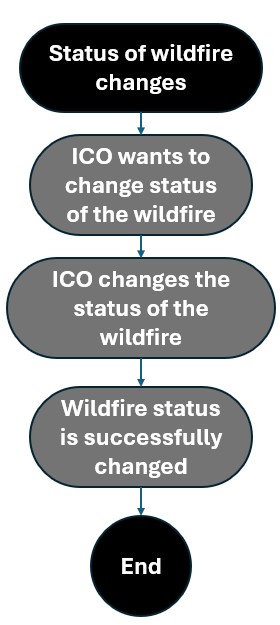 Status of wildfire
changes
ICO wants to
change status
of the wildfire
ICO changes the
status of the
wildfire
Wildfire status
is successfully
changed
End